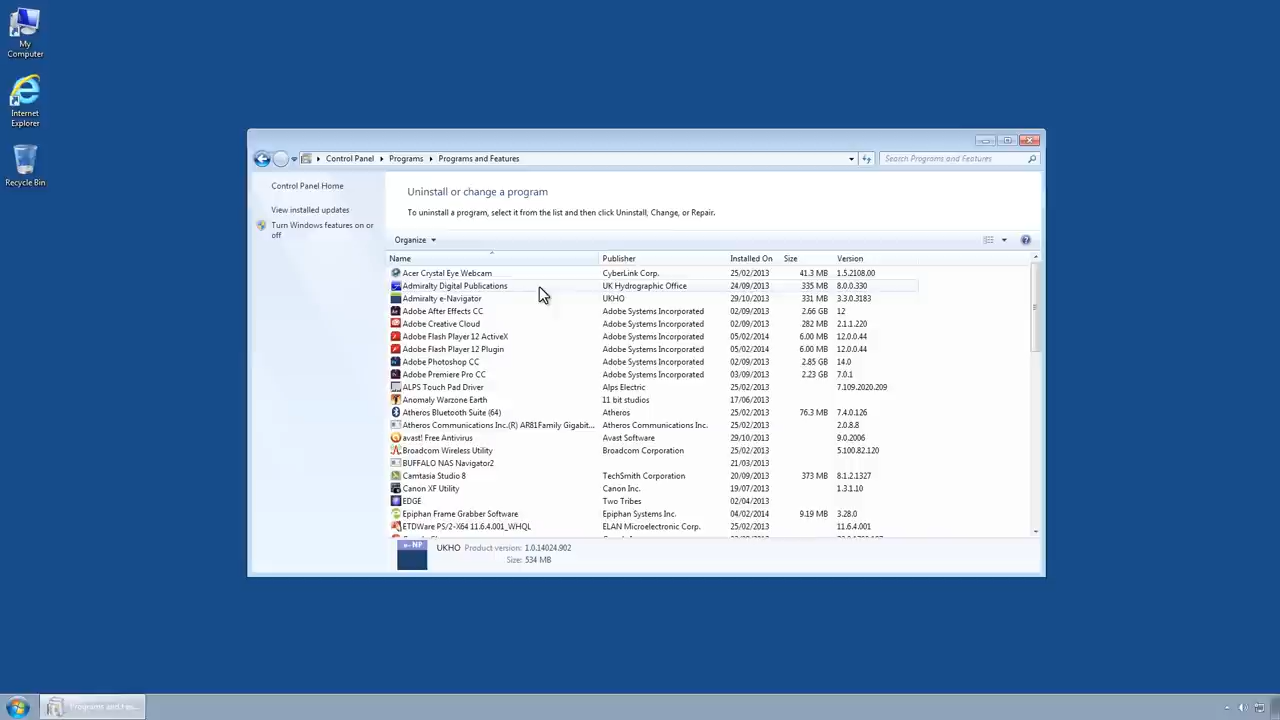 My
Computer
Internet
Explorer
Recycle Bin
Control Panel Programs Programs and Features
Search Programs and Features
Control Panel Home
View installed updates
Turn Windows features on or
off
Uninstall or change a program
To uninstall a program, select it from the list and then click Uninstall, Change, or Repair.
Organize
Name Publisher Installed On Size Version
Acer Crystal Eye Webcam CyberLink Corp. 25/02/2013 41.3 MB 1.5.2108.00
Admiralty Digital Publications UK Hydrographic Office 24/09/2013 335 MB 8.0.0.330
Admiralty e-Navigator UKHO 29/10/2013 331 MB 3.3.0.3183
Adobe After Effects CC Adobe Systems Incorporated 02/09/2013 2.66 GB 12
Adobe Creative Cloud Adobe Systems Incorporated 02/09/2013 282 MB 2.1.1.220
Adobe Flash Player 12 ActiveX Adobe Systems Incorporated 05/02/2014 6.00 MB 12.0.0.44
Adobe Flash Player 12 Plugin Adobe Systems Incorporated 05/02/2014 6.00 MB 12.0.0.44
Adobe Photoshop CC Adobe Systems Incorporated 02/09/2013 2.85 GB 14.0
Adobe Premiere Pro CC Adobe Systems Incorporated 03/09/2013 2.23 GB 7.0.1
ALPS Touch Pad Driver Alps Electric 25/02/2013 7.109.2020.209
Anomaly Warzone Earth 11 bit studios 17/06/2013
Atheros Bluetooth Suite (64) Atheros 25/02/2013 76.3 MB 7.4.0.126
Atheros Communications Inc.(R) AR81Family Gigabit... Atheros Communications Inc. 25/02/2013 2.0.8.8
avast! Free Antivirus Avast Software 29/10/2013 9.0.2006
Broadcom Wireless Utility Broadcom Corporation 25/02/2013 5.100.82.120
BUFFALO NAS Navigator2 21/03/2013
Camtasia Studio 8 TechSmith Corporation 20/09/2013 373 MB 8.1.2.1327
Canon XF Utility Canon Inc. 19/07/2013 1.3.1.10
EDGE Two Tribes 02/04/2013
Epiphan Frame Grabber Software Epiphan Systems Inc. 04/02/2014 9.19 MB 3.28.0
ETDWare PS/2-X64 11.6.4.001_WHQL ELAN Microelectronic Corp. 25/02/2013 11.6.4.001
e-NP
UKHO Product version: 1.0.14024.902
Size: 534 MB
Programs and Fea...